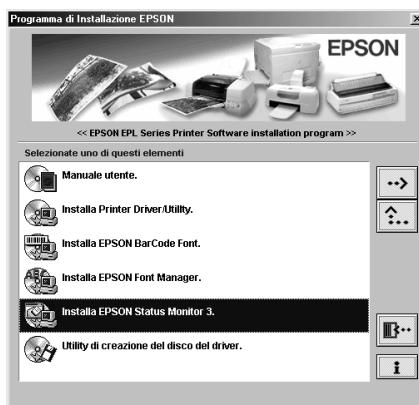 Programma di Installazione EPSON
EPSON
<< EPSON EPL Series Printer Software installation program >>
Selezionate uno di questi elementi
Manuale utente.
Installa Printer Driver/Utility.
Installa EPSON BarCode Font.
Installa EPSON Font Manager.
Installa EPSON Status Monitor 3.
Utility di creazione del disco del driver.